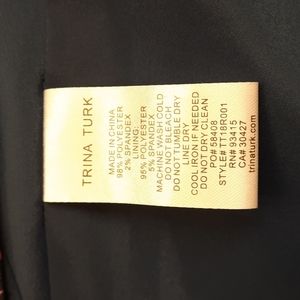 TRINA TURK
MADE IN CHINA
98% POLYESTER
2% SPANDEX
LINING:
95% POLYESTER
5% SPANDEX
MACHINE WASH COLD
DO NOT BLEACH
DO NOT TUMBLE DRY
LINE DRY
COOL IRON IF NEEDED
DO NOT DRY CLEAN
PO# 68408
STYLE# TT18R001
RN# 93415
CA# 30427
trinaturk.com